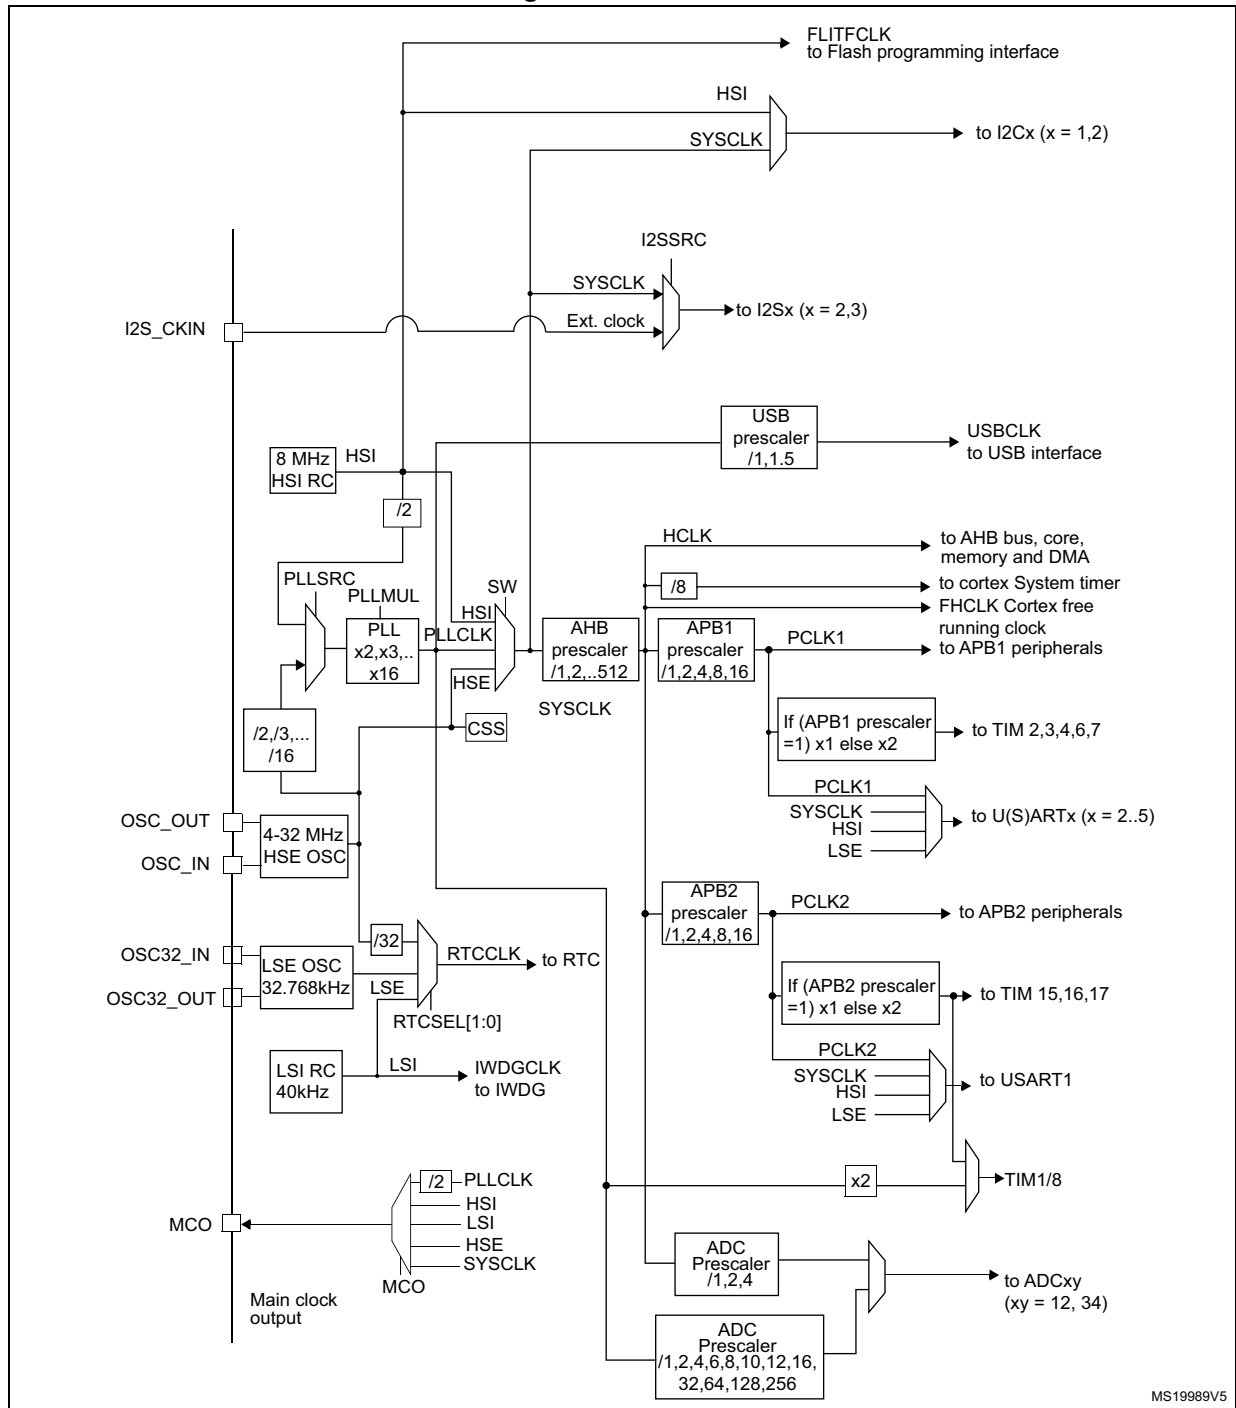 FLITFCLK
to Flash programming interface
HSI
to I2Cx (x = 1,2)
SYSCLK
I2SSRC
SYSCLK
to I2Sx (x = 2,3)
I2S_CKIN
Ext. clock
USB
prescaler
/1,1.5
USBCLK
to USB interface
8 MHz
HSI RC
HSI
/2
HCLK
to AHB bus, core,
memory and DMA
/8
to cortex System timer
FHCLK Cortex free
running clock
PLLSRC
PLLMUL
PLL
x2,x3,..
x16
SW
HSI
PLLCLK
HSE
AHB
prescaler
/1,2,..512
APB1
prescaler
/1,2,4,8,16
PCLK1
to APB1 peripherals
SYSCLK
CSS
/2,/3,...
/16
If (APB1 prescaler
=1) x1 else x2
to TIM 2,3,4,6,7
PCLK1
SYSCLK
HSI
LSE
to U(S)ARTx (x = 2..5)
OSC_OUT
OSC_IN
4-32 MHz
HSE OSC
APB2
prescaler
/1,2,4,8,16
PCLK2
to APB2 peripherals
/32
OSC32_IN
OSC32_OUT
LSE OSC
32.768kHz
RTCCLK
to RTC
LSE
RTCSEL[1:0]
If (APB2 prescaler
=1) x1 else x2
to TIM 15,16,17
LSI RC
40kHz
LSI
IWDGCLK
to IWDG
PCLK2
SYSCLK
HSI
LSE
to USART1
x2
TIM1/8
/2
PLLCLK
HSI
LSI
HSE
SYSCLK
MCO
MCO
Main clock
output
ADC
Prescaler
/1,2,4
to ADCxy
(xy = 12, 34)
ADC
Prescaler
/1,2,4,6,8,10,12,16,
32,64,128,256
MS19989V5